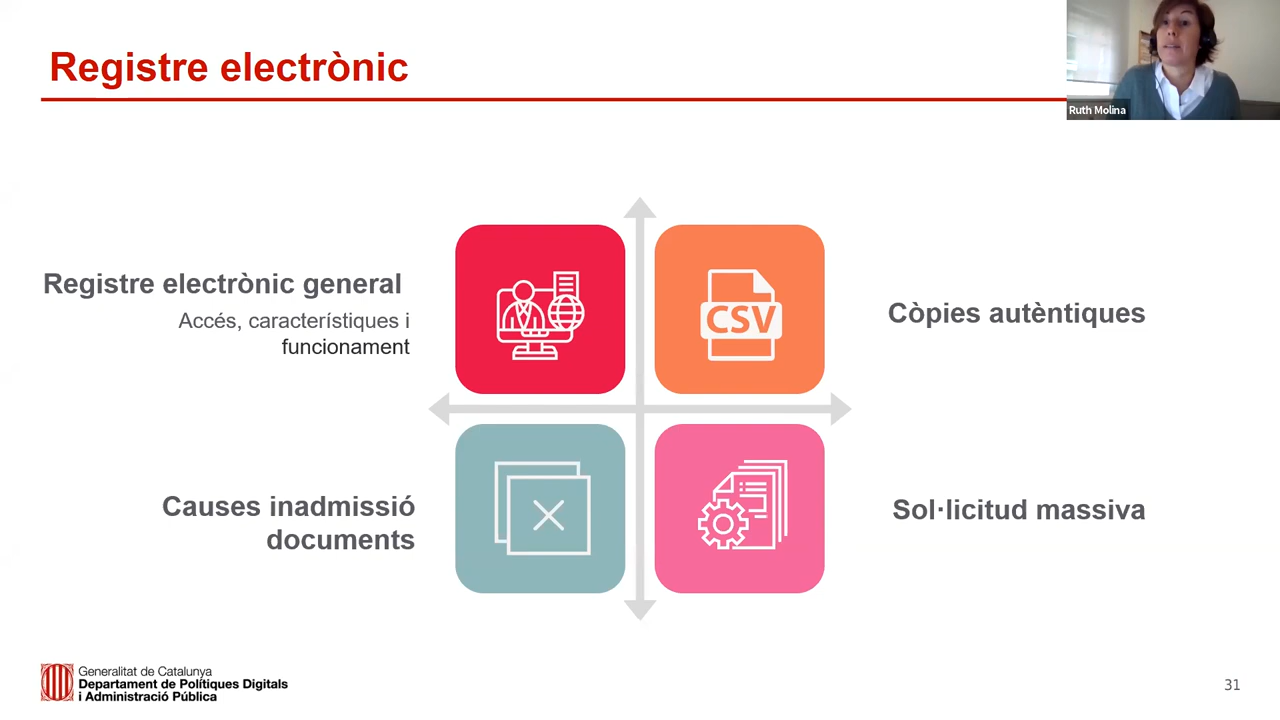 Registre electrònic
Ruth Molina
Registre electrònic general
Accés, característiques i
funcionament
CSV
Còpies autèntiques
Causes inadmissió
documents
Sol·licitud massiva
Generalitat de Catalunya
Departament de Polítiques Digitals
i Administració Pública
31